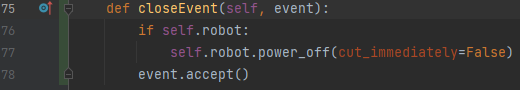 75 def closeEvent(self, event):
76 if self.robot:
77 self.robot.power_off(cut_immediately=False)
78 event.accept()